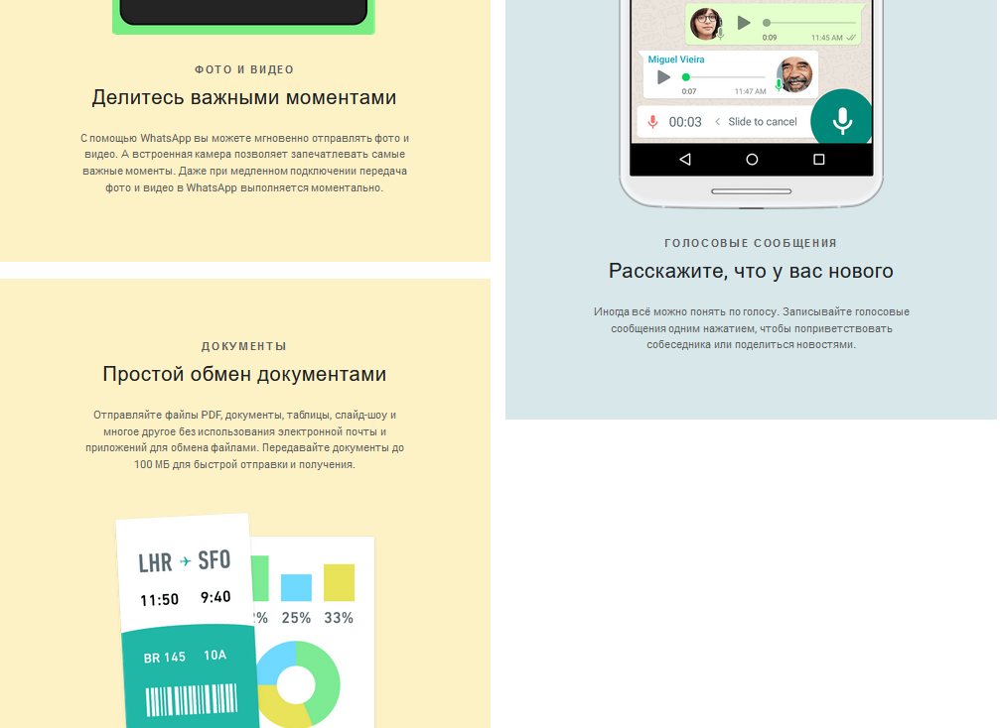 ФОТО И ВИДЕО
Делитесь важными моментами
С помощью WhatsApp вы можете мгновенно отправлять фото и
видео. А встроенная камера позволяет запечатлевать самые
важные моменты. Даже при медленном подключении передача
фото и видео в WhatsApp выполняется моментально.
ДОКУМЕНТЫ
Простой обмен документами
Отправляйте файлы PDF, документы, таблицы, слайд-шоу и
многое другое без использования электронной почты и
приложений для обмена файлами. Передавайте документы до
100 МБ для быстрой отправки и получения.
LHR SFO
11:50 9:40
BR 145 10A
25% 33%
0:09 11:45 AM
Miguel Vieira
0:07 11:47 AM
00:03 < Slide to cancel
ГОЛОСОВЫЕ СООБЩЕНИЯ
Расскажите, что у вас нового
Иногда всё можно понять по голосу. Записывайте голосовые
сообщения одним нажатием, чтобы поприветствовать
собеседника или поделиться новостями.